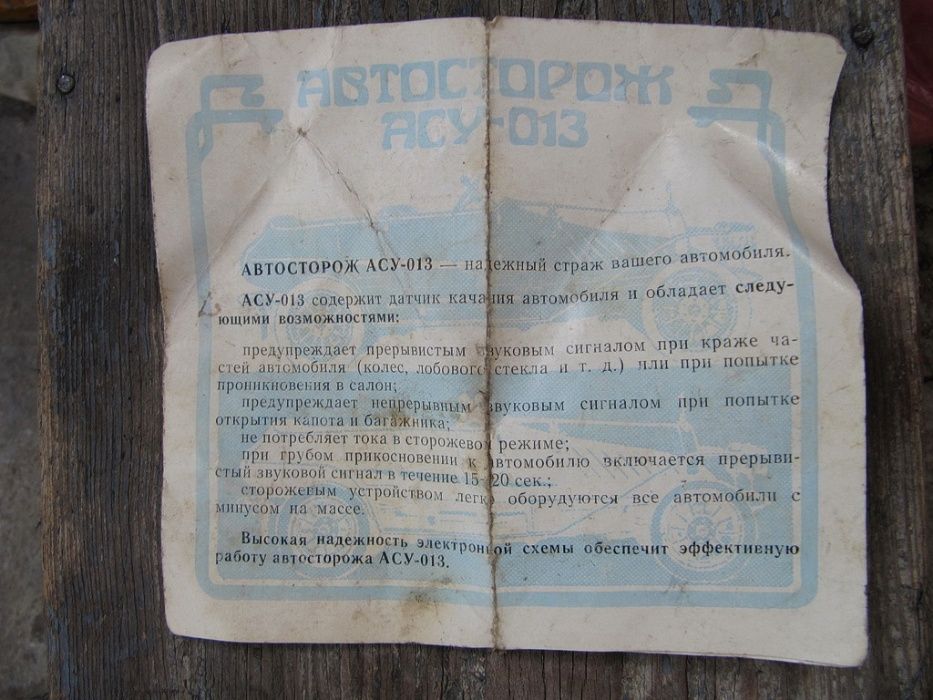 АВТОСТОРОЖ
АСУ-013
АВТОСТОРОЖ АСУ-013 — надежный страж вашего автомобиля.
АСУ-013 содержит датчик качания автомобиля и обладает следу-
ющими возможностями:
предупреждает прерывистым звуковым сигналом при краже ча-
стей автомобиля (колес, лобового стекла и т. д.) или при попытке
проникновения в салон;
предупреждает непрерывным звуковым сигналом при попытке
открытия капота и багажника;
не потребляет тока в сторожевом режиме;
при грубом прикосновении к автомобилю включается прерыви-
стый звуковой сигнал в течение 15-20 сек.;
сторожевым устройством легко оборудуются все автомобили с
минусом на массе.
Высокая надежность электронной схемы обеспечит эффективную
работу автосторожа АСУ-013.